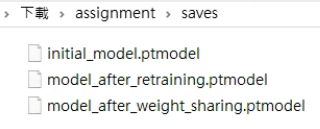 下載 > assignment > saves
initial_model.ptmodel
model_after_retraining.ptmodel
model_after_weight_sharing.ptmodel